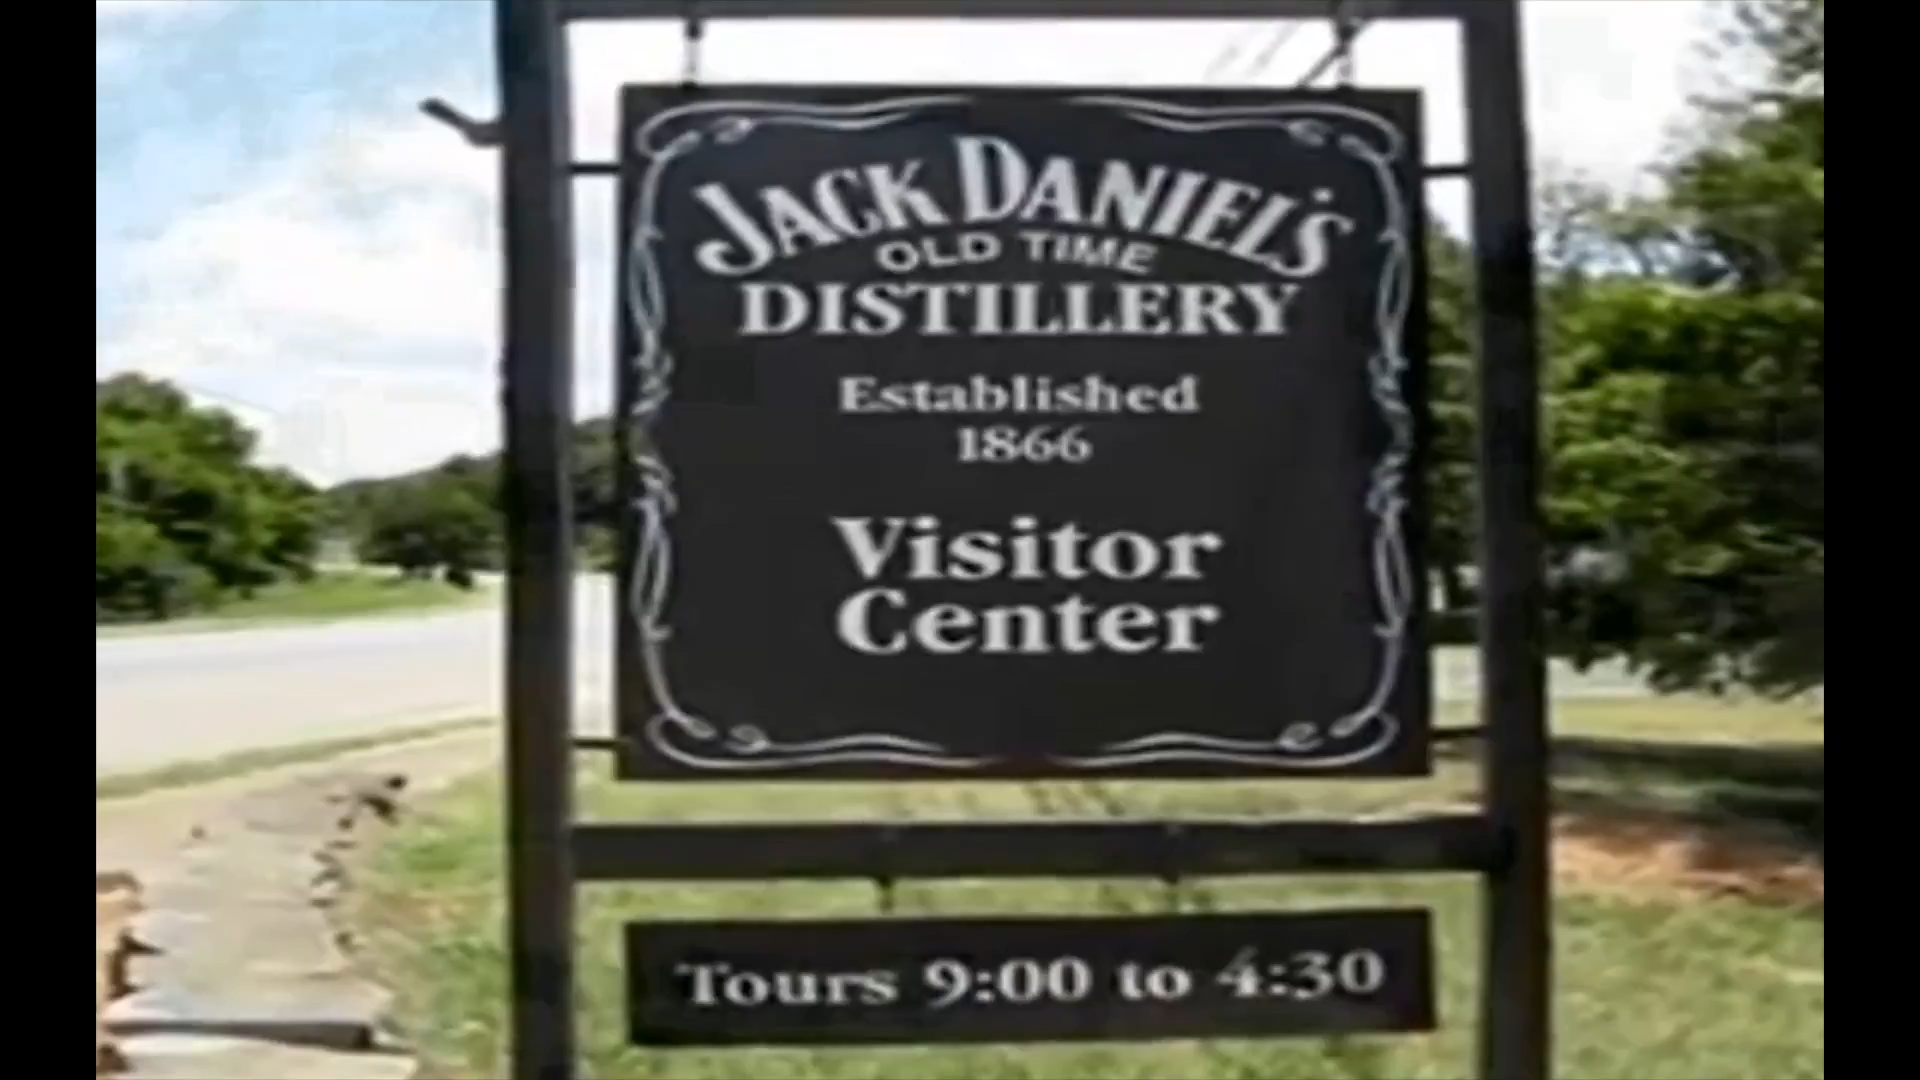 JACK DANIEL'S
OLD TIME
DISTILLERY
Established
1866
Visitor
Center
Tours 9:00 to 4:30